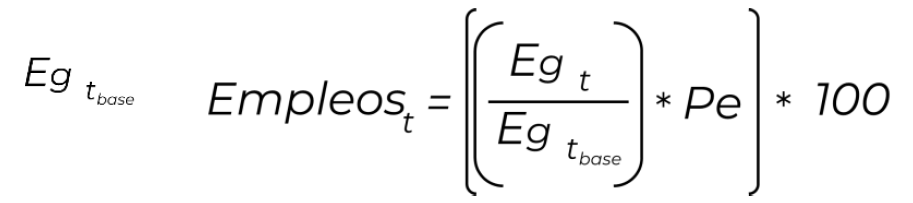 Eg t_base
Empleos_t = [(Eg t / Eg t_base) * Pe] * 100